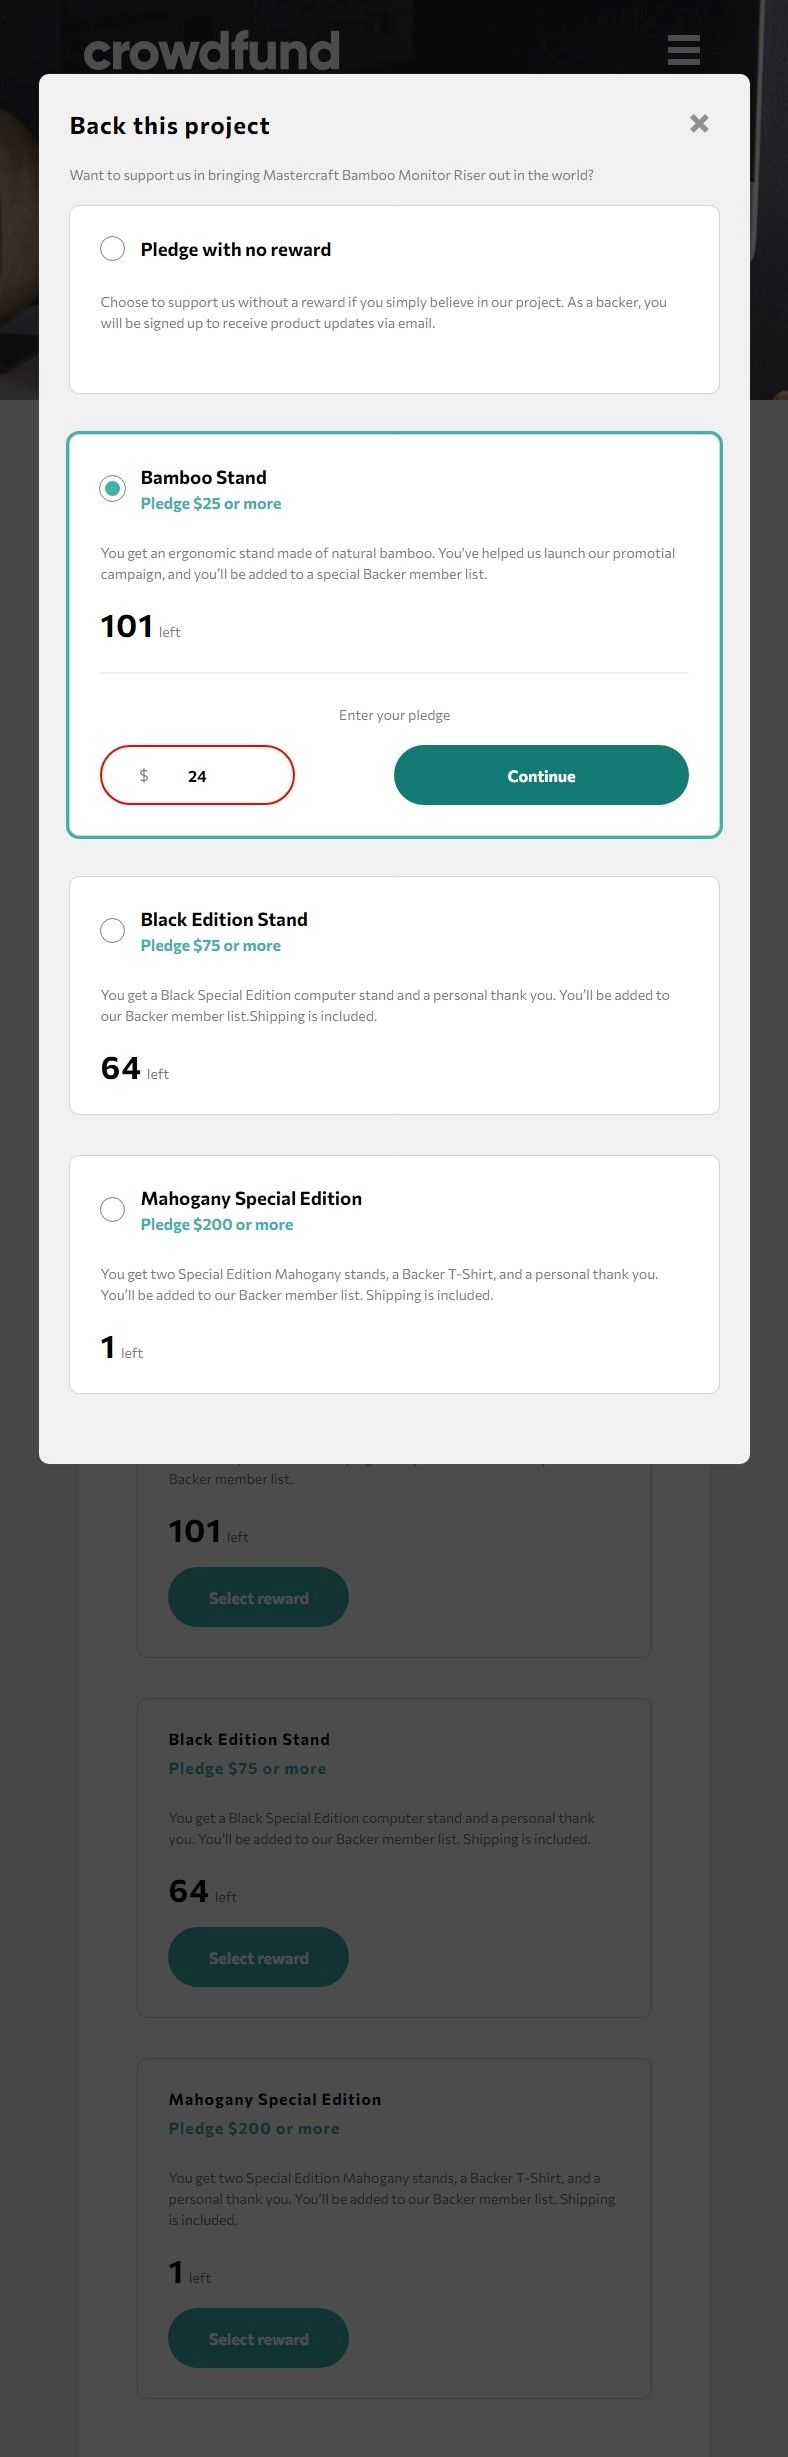 crowdfund
Back this project
Want to support us in bringing Mastercraft Bamboo Monitor Riser out in the world?
Pledge with no reward
Choose to support us without a reward if you simply believe in our project. As a backer, you
will be signed up to receive product updates via email.
Bamboo Stand
Pledge $25 or more
You get an ergonomic stand made of natural bamboo. You've helped us launch our promotial
campaign, and you’ll be added to a special Backer member list.
101 left
Enter your pledge
$ 24
Continue
Black Edition Stand
Pledge $75 or more
You get a Black Special Edition computer stand and a personal thank you. You’ll be added to
our Backer member list.Shipping is included.
64 left
Mahogany Special Edition
Pledge $200 or more
You get two Special Edition Mahogany stands, a Backer T-Shirt, and a personal thank you.
You’ll be added to our Backer member list. Shipping is included.
1 left
Backer member list.
101 left
Select reward
Black Edition Stand
Pledge $75 or more
You get a Black Special Edition computer stand and a personal thank
you. You’ll be added to our Backer member list. Shipping is included.
64 left
Select reward
Mahogany Special Edition
Pledge $200 or more
You get two Special Edition Mahogany stands, a Backer T-Shirt, and a
personal thank you. You’ll be added to our Backer member list. Shipping
is included.
1 left
Select reward